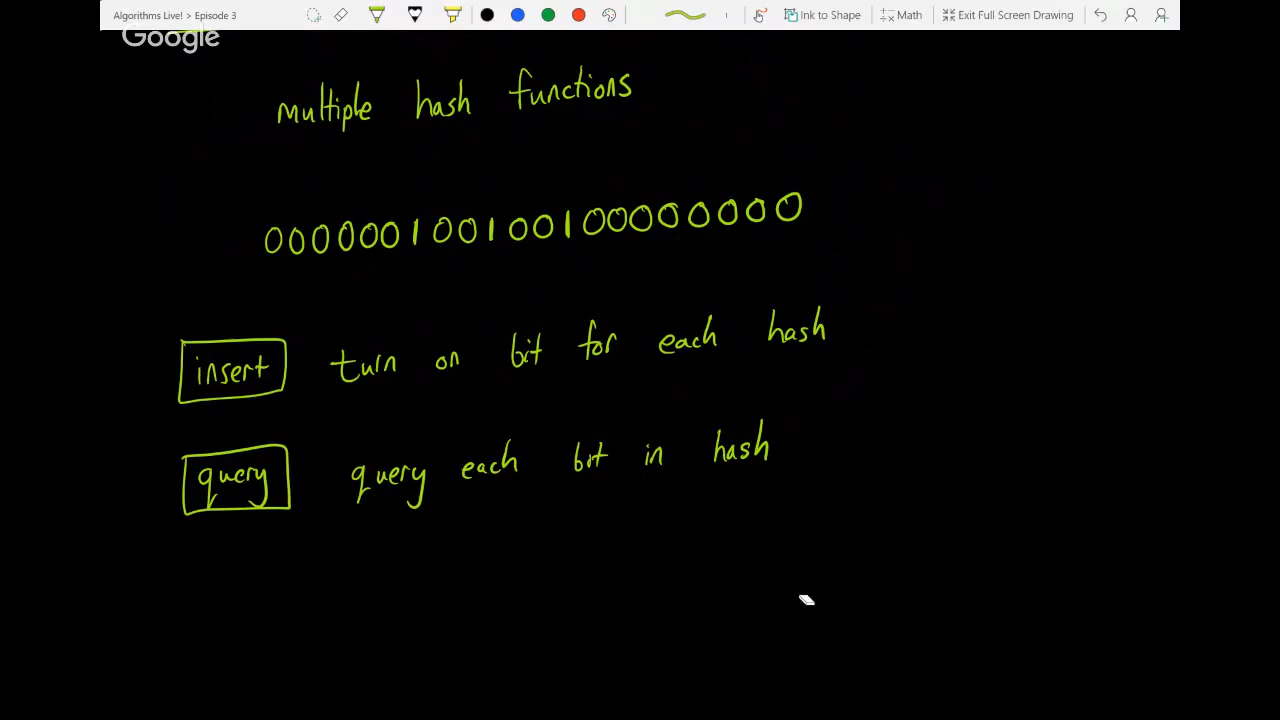 Algorithms Live! > Episode 3
Ink to Shape
Math
Exit Full Screen Drawing
Google
multiple hash functions
000000100100100000000
insert turn on bit for each hash
query query each bit in hash